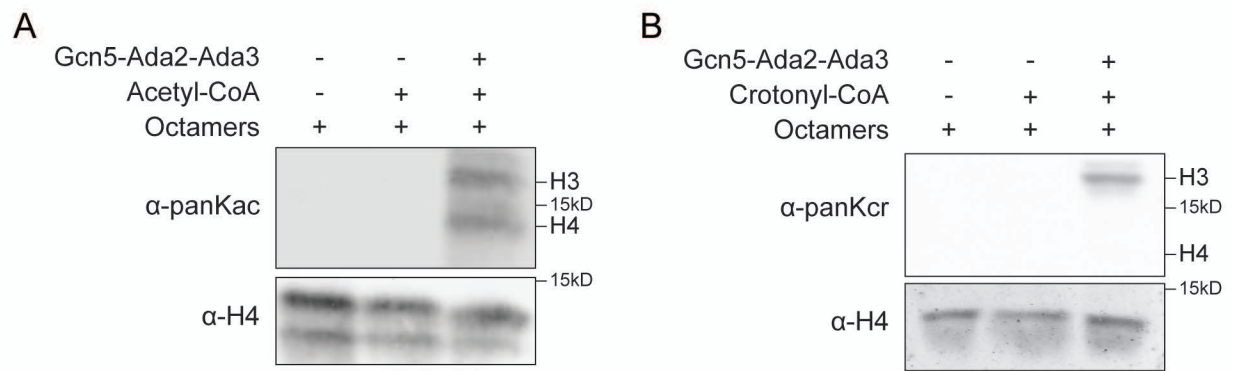 A
Gcn5-Ada2-Ada3 - - +
Acetyl-CoA - + +
Octamers + + +
α-panKac
H3
15kD
H4
15kD
α-H4
B
Gcn5-Ada2-Ada3 - - +
Crotonyl-CoA - + +
Octamers + + +
α-panKcr
H3
15kD
H4
15kD
α-H4